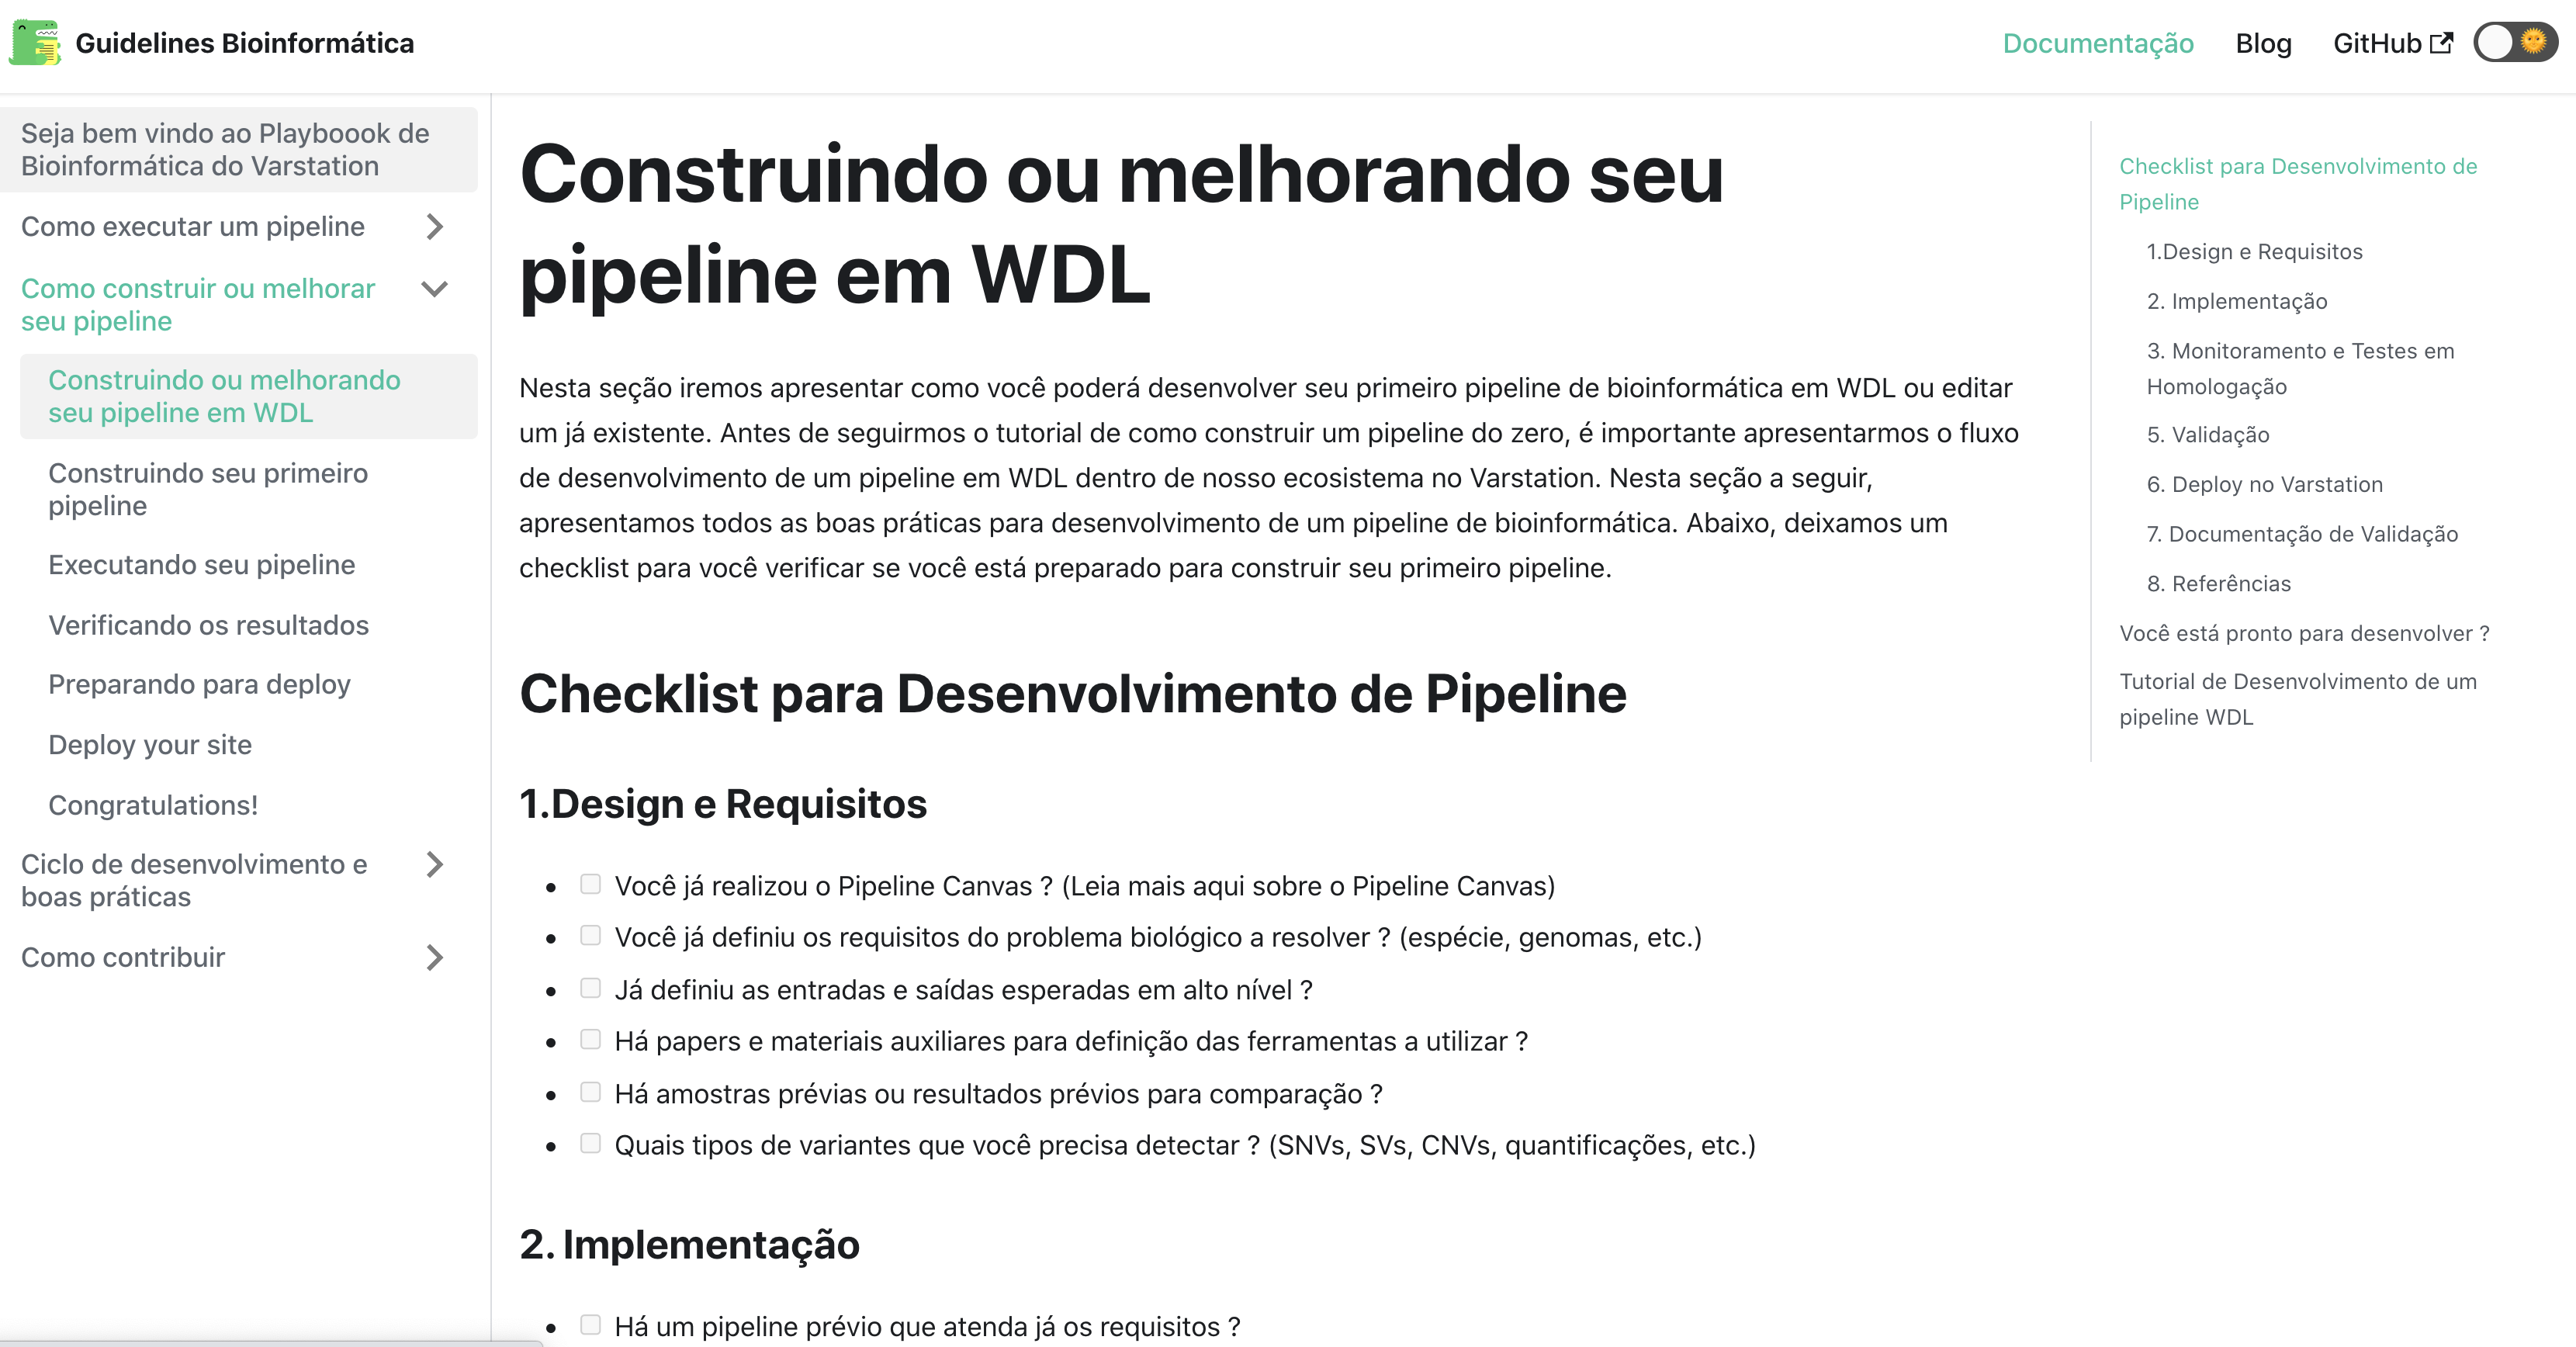 Guidelines Bioinformática
Documentação
Blog
GitHub
Seja bem vindo ao Playboook de
Bioinformática do Varstation
Como executar um pipeline
Como construir ou melhorar
seu pipeline
Construindo ou melhorando
seu pipeline em WDL
Construindo seu primeiro
pipeline
Executando seu pipeline
Verificando os resultados
Preparando para deploy
Deploy your site
Congratulations!
Ciclo de desenvolvimento e
boas práticas
Como contribuir
Construindo ou melhorando seu
pipeline em WDL
Nesta seção iremos apresentar como você poderá desenvolver seu primeiro pipeline de bioinformática em WDL ou editar
um já existente. Antes de seguirmos o tutorial de como construir um pipeline do zero, é importante apresentarmos o fluxo
de desenvolvimento de um pipeline em WDL dentro de nosso ecosistema no Varstation. Nesta seção a seguir,
apresentamos todos as boas práticas para desenvolvimento de um pipeline de bioinformática. Abaixo, deixamos um
checklist para você verificar se você está preparado para construir seu primeiro pipeline.
Checklist para Desenvolvimento de Pipeline
1.Design e Requisitos
Você já realizou o Pipeline Canvas ? (Leia mais aqui sobre o Pipeline Canvas)
Você já definiu os requisitos do problema biológico a resolver ? (espécie, genomas, etc.)
Já definiu as entradas e saídas esperadas em alto nível ?
Há papers e materiais auxiliares para definição das ferramentas a utilizar ?
Há amostras prévias ou resultados prévios para comparação ?
Quais tipos de variantes que você precisa detectar ? (SNVs, SVs, CNVs, quantificações, etc.)
2. Implementação
Há um pipeline prévio que atenda já os requisitos ?
Checklist para Desenvolvimento de
Pipeline
1.Design e Requisitos
2. Implementação
3. Monitoramento e Testes em
Homologação
5. Validação
6. Deploy no Varstation
7. Documentação de Validação
8. Referências
Você está pronto para desenvolver ?
Tutorial de Desenvolvimento de um
pipeline WDL